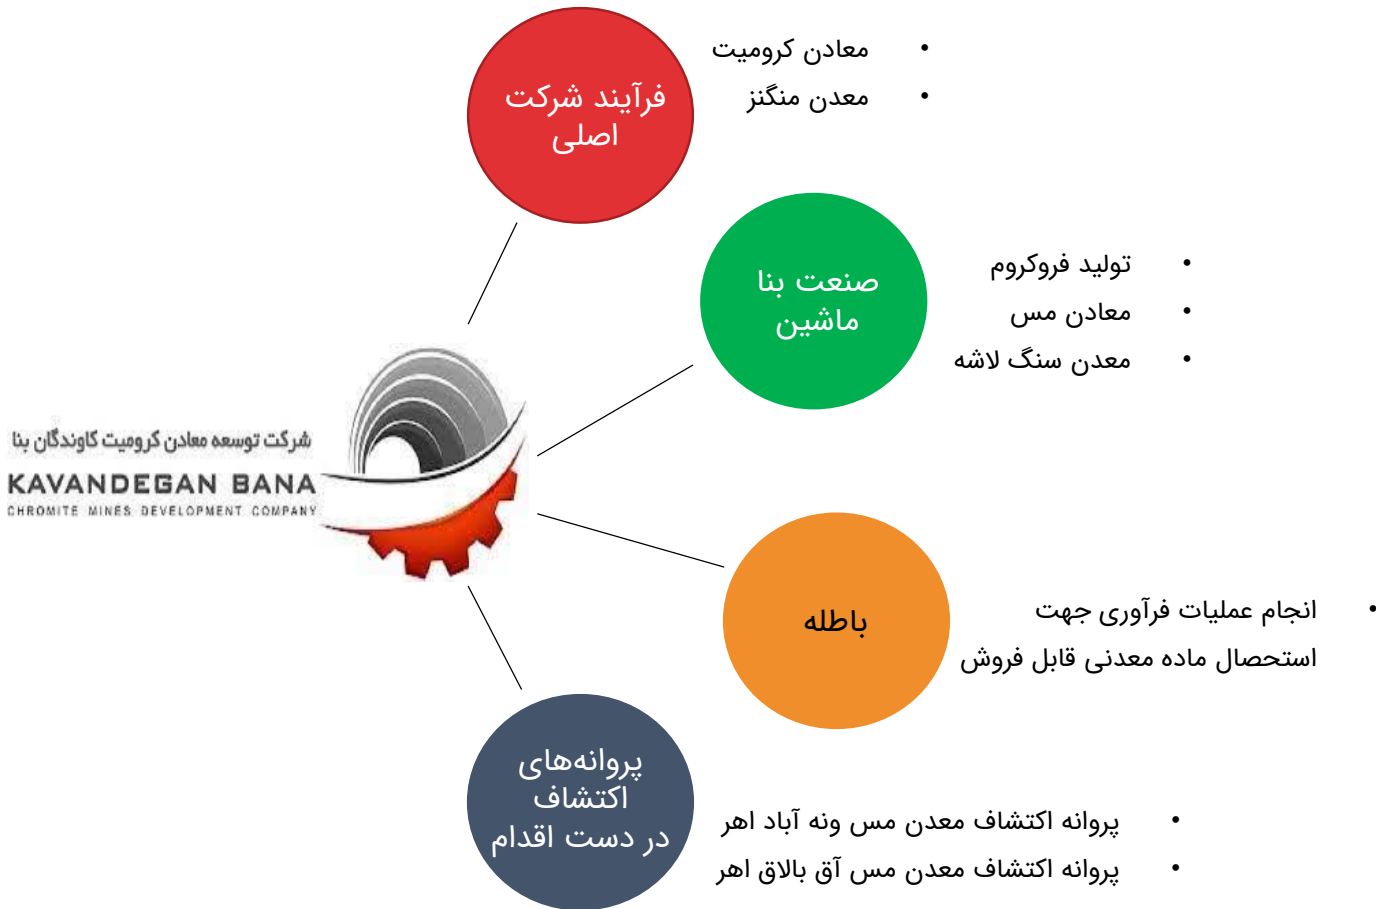 فرآیند شرکت
اصلی
معادن کرومیت
معدن منگنز
صنعت بنا
ماشین
تولید فروکروم
معادن مس
معدن سنگ لاشه
شرکت توسعه معادن کرومیت کاوندگان بنا
KAVANDEGAN BANA
CHROMITE MINES DEVELOPMENT COMPANY
باطله
انجام عملیات فرآوری جهت
استحصال ماده معدنی قابل فروش
پروانه‌های
اکتشاف
در دست اقدام
پروانه اکتشاف معدن مس ونه آباد اهر
پروانه اکتشاف معدن مس آق بالاق اهر